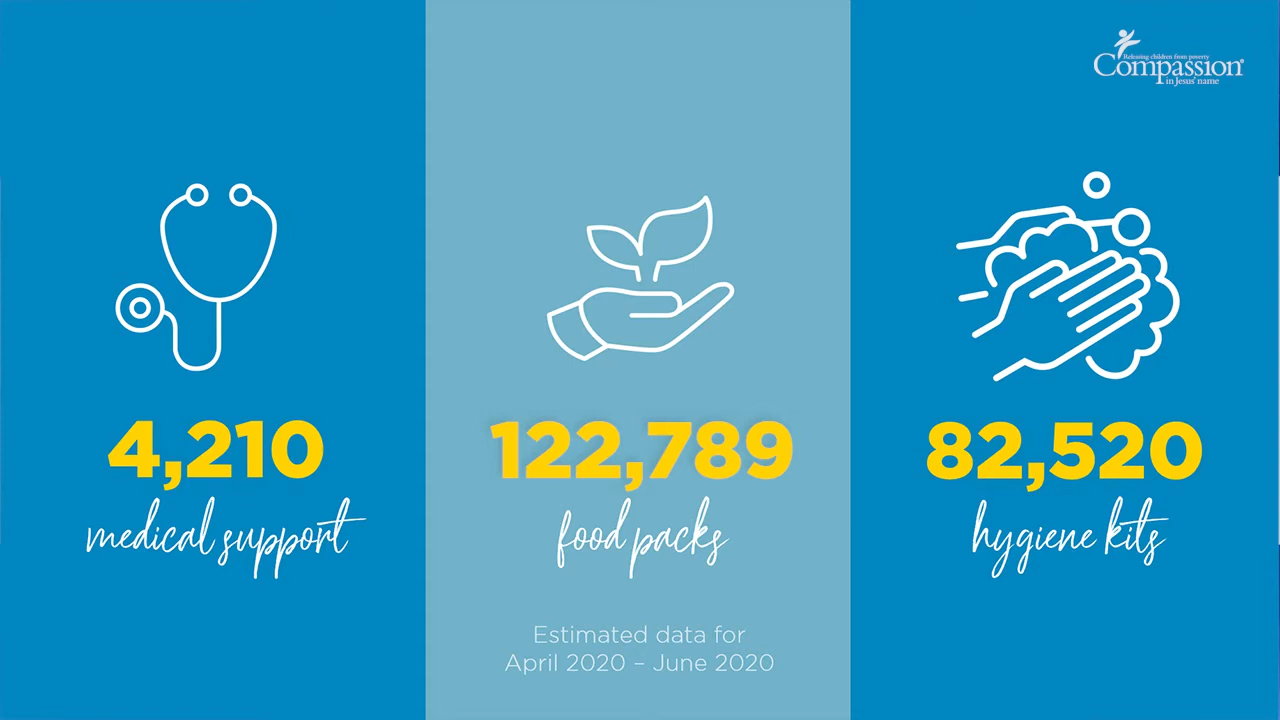 Releasing children from poverty
Compassion®
in Jesus' name
4,210
medical support
122,789
food packs
82,520
hygiene kits
Estimated data for
April 2020 – June 2020